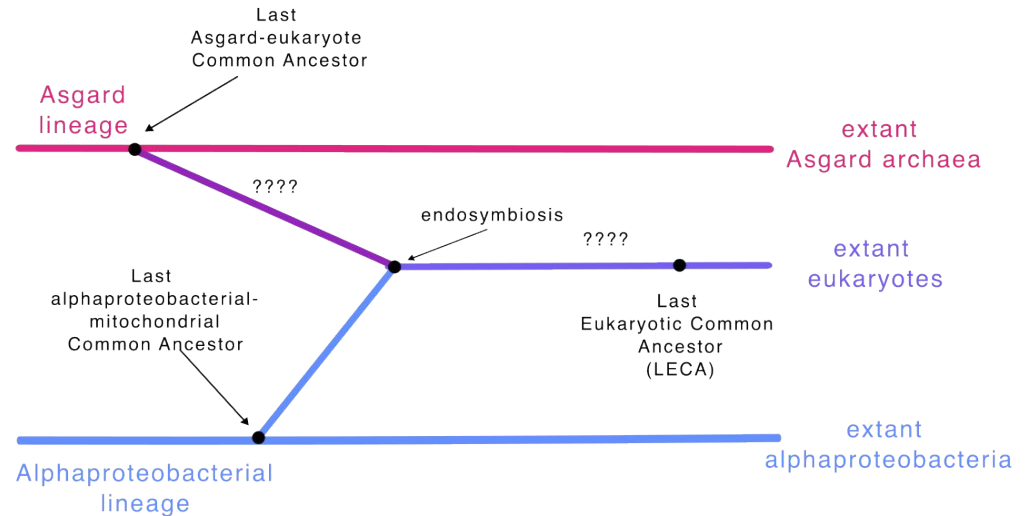 Last
Asgard-eukaryote
Common Ancestor
Asgard
lineage
extant
Asgard archaea
????
endosymbiosis
????
extant
eukaryotes
Last
alphaproteobacterial-
mitochondrial
Common Ancestor
Last
Eukaryotic Common
Ancestor
(LECA)
extant
alphaproteobacteria
Alphaproteobacterial
lineage